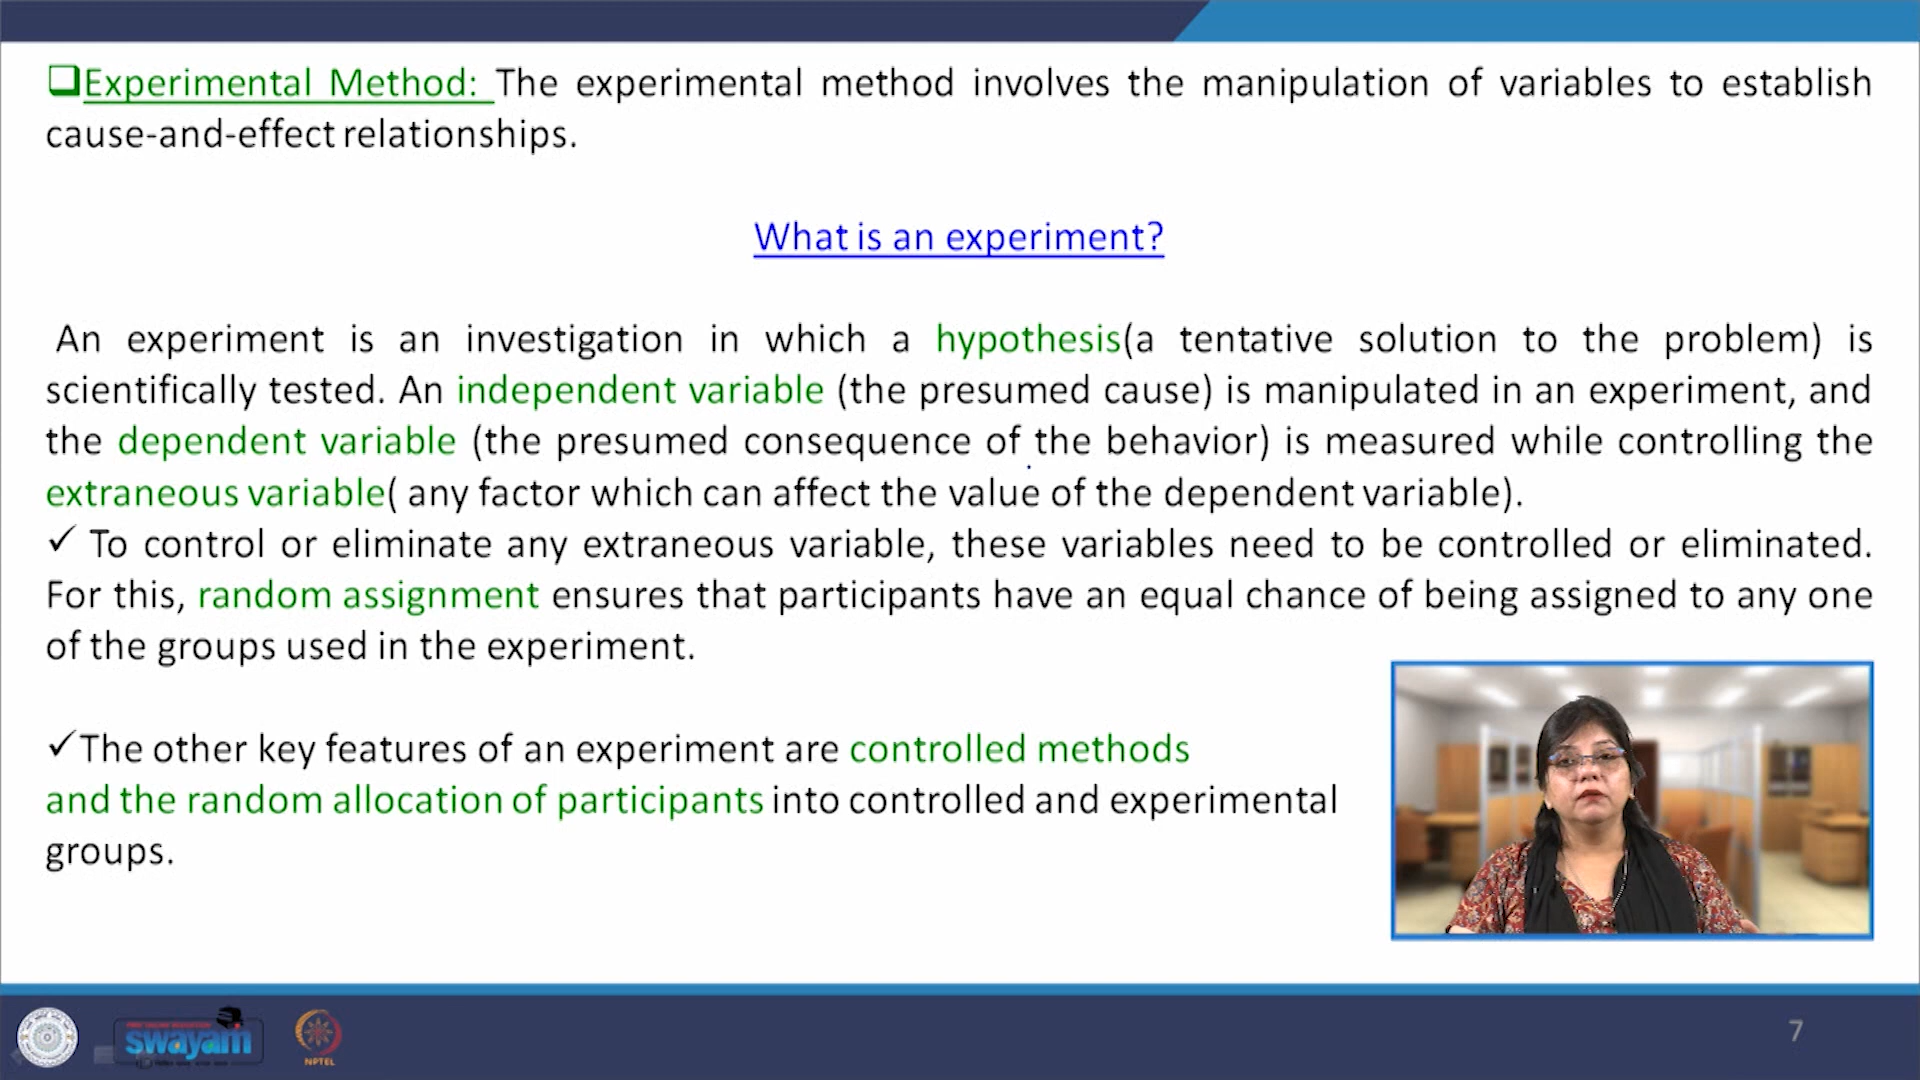 ❑Experimental Method: The experimental method involves the manipulation of variables to establish
cause-and-effect relationships.
What is an experiment?
An experiment is an investigation in which a hypothesis(a tentative solution to the problem) is
scientifically tested. An independent variable (the presumed cause) is manipulated in an experiment, and
the dependent variable (the presumed consequence of the behavior) is measured while controlling the
extraneous variable( any factor which can affect the value of the dependent variable).
✓ To control or eliminate any extraneous variable, these variables need to be controlled or eliminated.
For this, random assignment ensures that participants have an equal chance of being assigned to any one
of the groups used in the experiment.
✓The other key features of an experiment are controlled methods
and the random allocation of participants into controlled and experimental
groups.
swayam
NPTEL
7